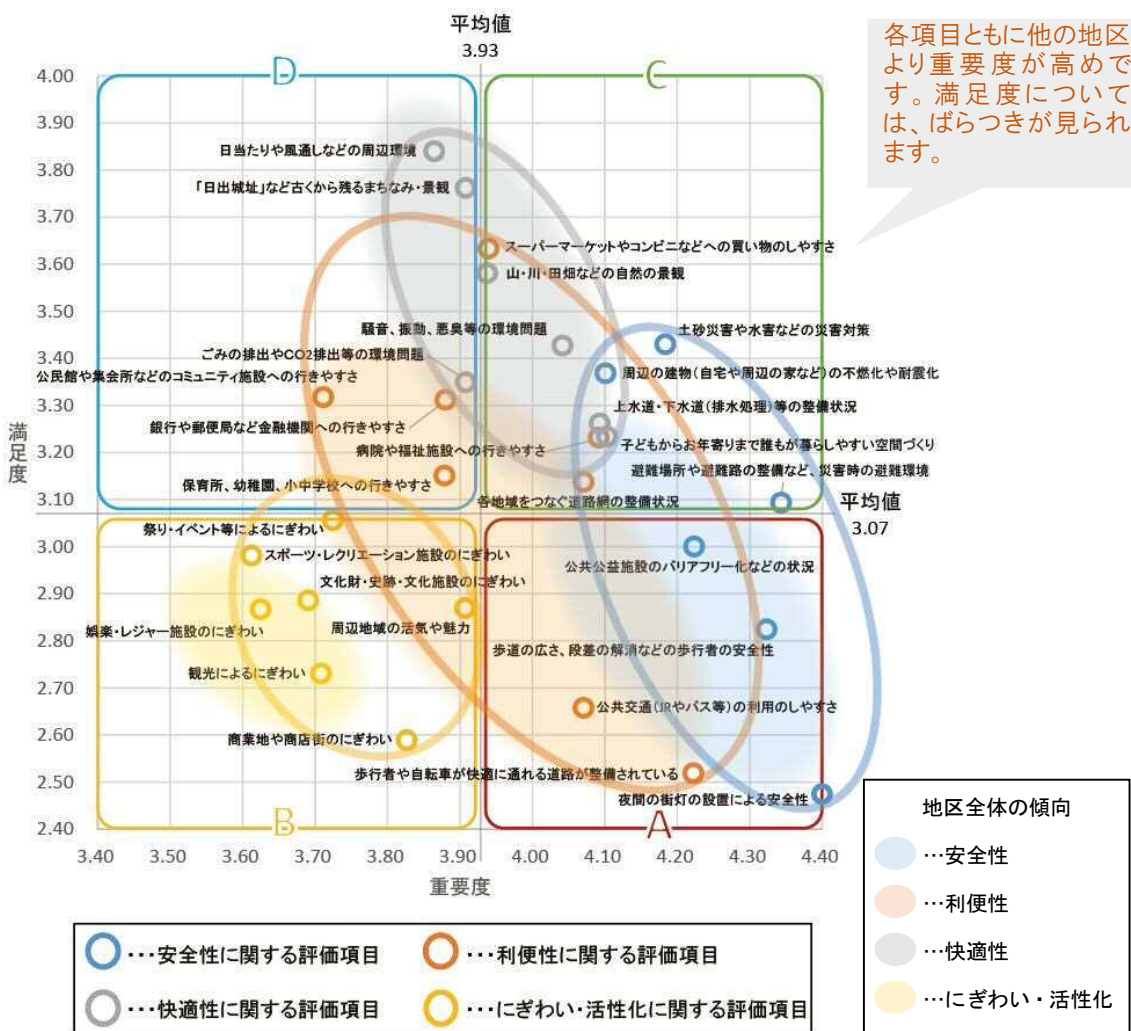 平均値
3.93
各項目ともに他の地区
より重要度が高めで
す。満足度について
は、ばらつきが見られ
ます。
D
C
4.00
3.90
3.80
3.70
3.60
3.50
3.40
3.30
3.20
3.10
3.00
2.90
2.80
2.70
2.60
2.50
2.40
満足度
日当たりや風通しなどの周辺環境
「日出城址」など古くから残るまちなみ・景観
スーパーマーケットやコンビニなどへの買い物のしやすさ
山・川・田畑などの自然の景観
騒音、振動、悪臭等の環境問題
土砂災害や水害などの災害対策
ごみの排出やCO2排出等の環境問題
周辺の建物(自宅や周辺の家など)の不燃化や耐震化
公民館や集会所などのコミュニティ施設への行きやすさ
上水道・下水道(排水処理)等の整備状況
銀行や郵便局など金融機関への行きやすさ
病院や福祉施設への行きやすさ
子どもからお年寄りまで誰もが暮らしやすい空間づくり
避難場所や避難路の整備など、災害時の避難環境
保育所、幼稚園、小中学校への行きやすさ
各地域をつなぐ道路網の整備状況
平均値
3.07
祭り・イベント等によるにぎわい
スポーツ・レクリエーション施設のにぎわい
公共公益施設のバリアフリー化などの状況
文化財・史跡・文化施設のにぎわい
娯楽・レジャー施設のにぎわい
周辺地域の活気や魅力
歩道の広さ、段差の解消などの歩行者の安全性
観光によるにぎわい
公共交通(JRやバス等)の利用のしやすさ
商業地や商店街のにぎわい
歩行者や自転車が快適に通れる道路が整備されている
夜間の街灯の設置による安全性
B
A
3.40 3.50 3.60 3.70 3.80 3.90 4.00 4.10 4.20 4.30 4.40
重要度
地区全体の傾向
…安全性
…利便性
…快適性
…にぎわい・活性化
…安全性に関する評価項目
…利便性に関する評価項目
…快適性に関する評価項目
…にぎわい・活性化に関する評価項目